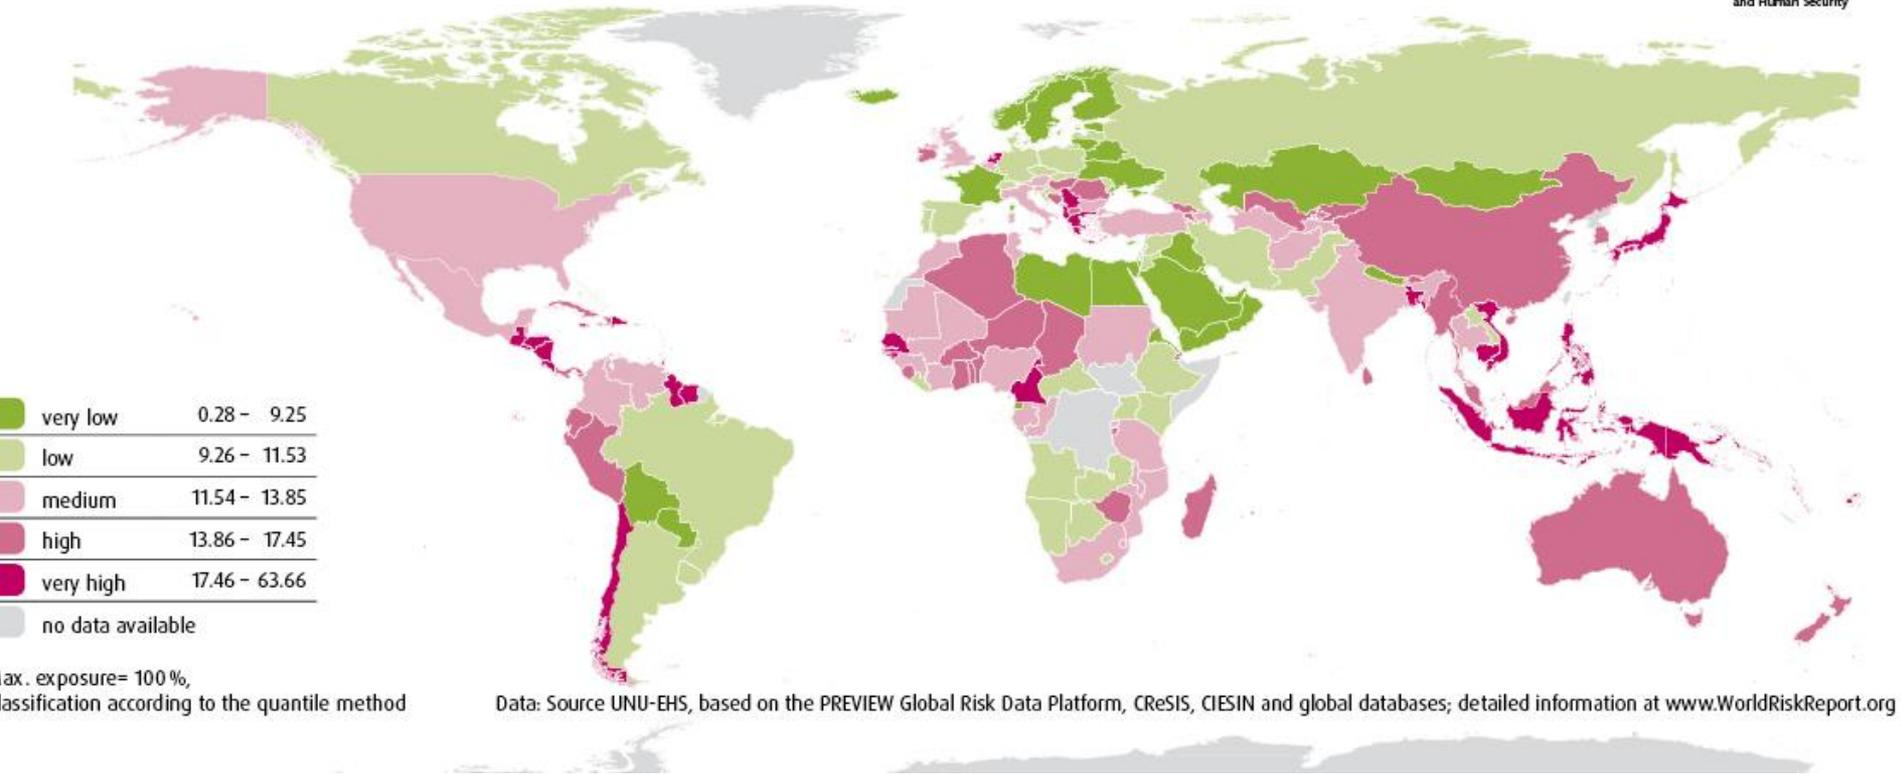 and Human Security
very low 0.28 – 9.25
low 9.26 – 11.53
medium 11.54 – 13.85
high 13.86 – 17.45
very high 17.46 – 63.66
no data available
ax. exposure= 100 %,
lassification according to the quantile method
Data: Source UNU-EHS, based on the PREVIEW Global Risk Data Platform, CReSIS, CIESIN and global databases; detailed information at www.WorldRiskReport.org